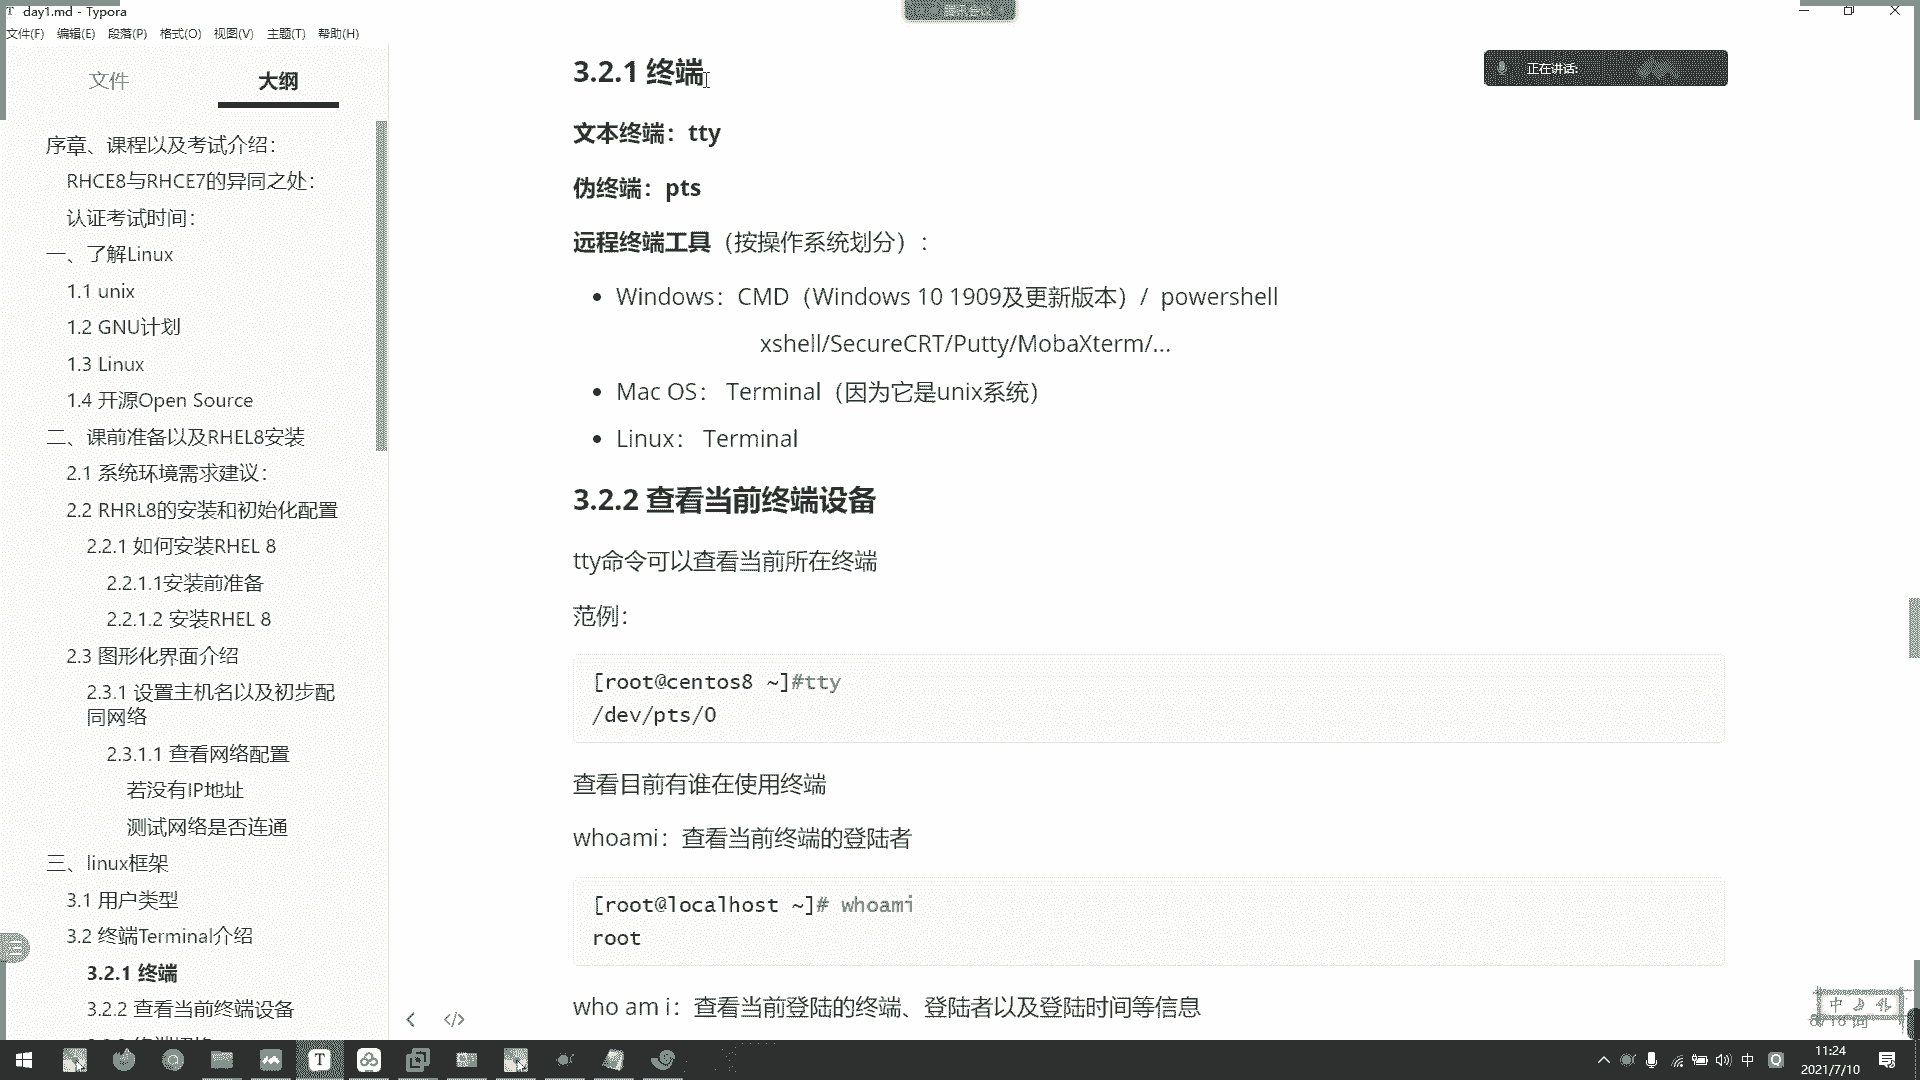 day1.md - Typora
文件(F) 编辑(E) 段落(P) 格式(O) 视图(V) 主题(T) 帮助(H)
腾讯会议
正在讲话:
文件 大纲
序章、课程以及考试介绍：
RHCE8与RHCE7的异同之处：
认证考试时间：
一、了解Linux
1.1 unix
1.2 GNU计划
1.3 Linux
1.4 开源Open Source
二、课前准备以及RHEL8安装
2.1 系统环境需求建议：
2.2 RHRL8的安装和初始化配置
2.2.1 如何安装RHEL 8
2.2.1.1安装前准备
2.2.1.2 安装RHEL 8
2.3 图形化界面介绍
2.3.1 设置主机名以及初步配
同网络
2.3.1.1 查看网络配置
若没有IP地址
测试网络是否连通
三、linux框架
3.1 用户类型
3.2 终端Terminal介绍
3.2.1 终端
3.2.2 查看当前终端设备
3.2.1 终端
文本终端：tty
伪终端：pts
远程终端工具（按操作系统划分）：
Windows：CMD（Windows 10 1909及更新版本）/ powershell
xshell/SecureCRT/Putty/MobaXterm/...
Mac OS： Terminal（因为它是unix系统）
Linux： Terminal
3.2.2 查看当前终端设备
tty命令可以查看当前所在终端
范例：
[root@centos8 ~]#tty
/dev/pts/0
查看目前有谁在使用终端
whoami：查看当前终端的登陆者
[root@localhost ~]# whoami
root
who am i：查看当前登陆的终端、登陆者以及登陆时间等信息
中
中
11:24
2021/7/10